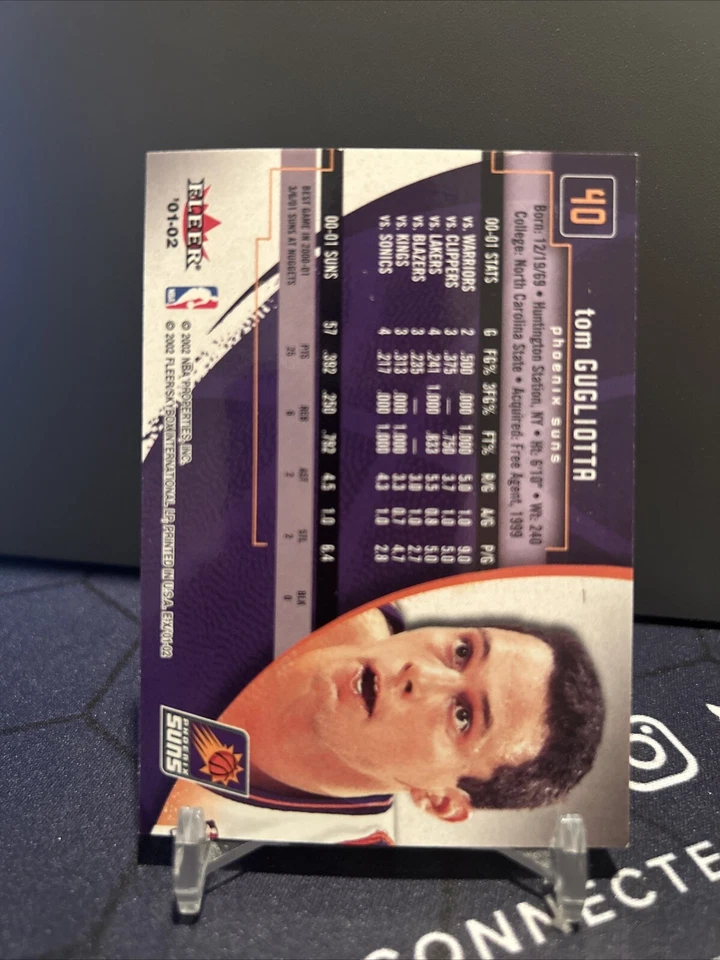 40
tom GUGLIOTTA
phoenix suns
Born: 12/19/69 • Huntington Station, NY • Ht: 6'10" • Wt: 240
College: North Carolina State • Acquired: Free Agent, 1999
00-01 STATS G FG% 3FG% FT% R/G A/G P/G
vs. WARRIORS 2 .500 .000 1.000 5.0 1.0 9.0
vs. CLIPPERS 3 .375 — .750 3.7 1.0 5.0
vs. LAKERS 4 .241 1.000 .833 5.5 0.8 5.0
vs. BLAZERS 3 .235 — — 3.0 1.0 2.7
vs. KINGS 3 .313 .000 1.000 3.3 0.7 4.7
vs. SONICS 4 .217 .000 1.000 4.3 1.0 2.8
00-01 SUNS 57 .392 .250 .792 4.5 1.0 6.4
BEST GAME IN 2000-01 PTS REB AST STL BLK
3/6/01 SUNS AT NUGGETS 25 6 2 2 0
FLEER
'01-02
NBA
© 2002 NBA PROPERTIES, INC.
© 2002 FLEER/SKYBOX INTERNATIONAL LP, PRINTED IN U.S.A. EIX 01-02
PHOENIX
SUNS
CONNECTE